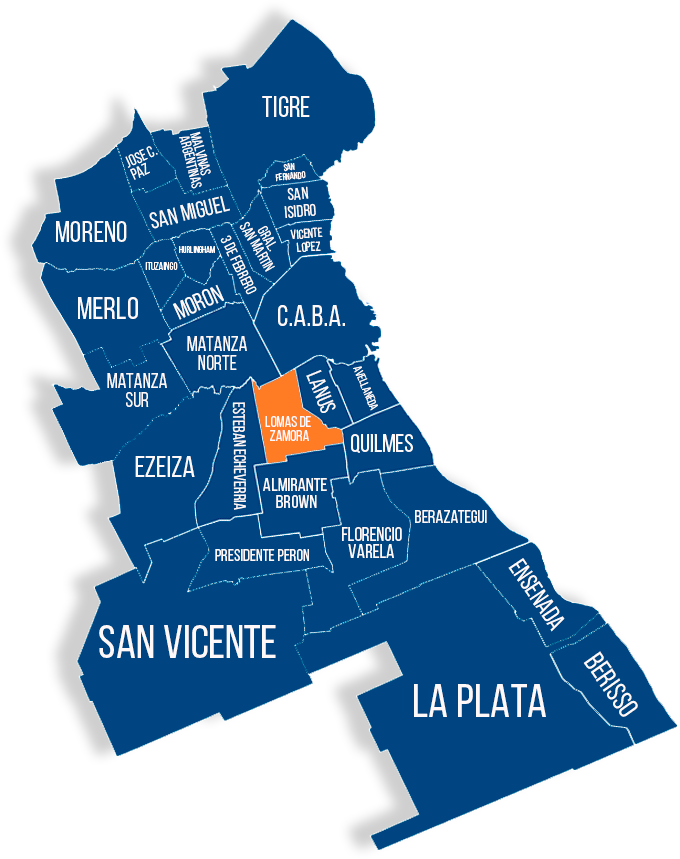 TIGRE
JOSE C.
PAZ
MALVINAS
ARGENTINAS
SAN
FERNANDO
SAN
ISIDRO
SAN MIGUEL
MORENO
GRAL.
SAN MARTIN
VICENTE
LOPEZ
HURLINGHAM
3 DE FEBRERO
ITUZAINGO
MERLO
MORON
C.A.B.A.
MATANZA
NORTE
MATANZA
SUR
LANUS
AVELLANEDA
ESTEBAN ECHEVERRIA
LOMAS DE
ZAMORA
QUILMES
EZEIZA
ALMIRANTE
BROWN
BERAZATEGUI
FLORENCIO
VARELA
PRESIDENTE PERON
ENSENADA
SAN VICENTE
BERISSO
LA PLATA